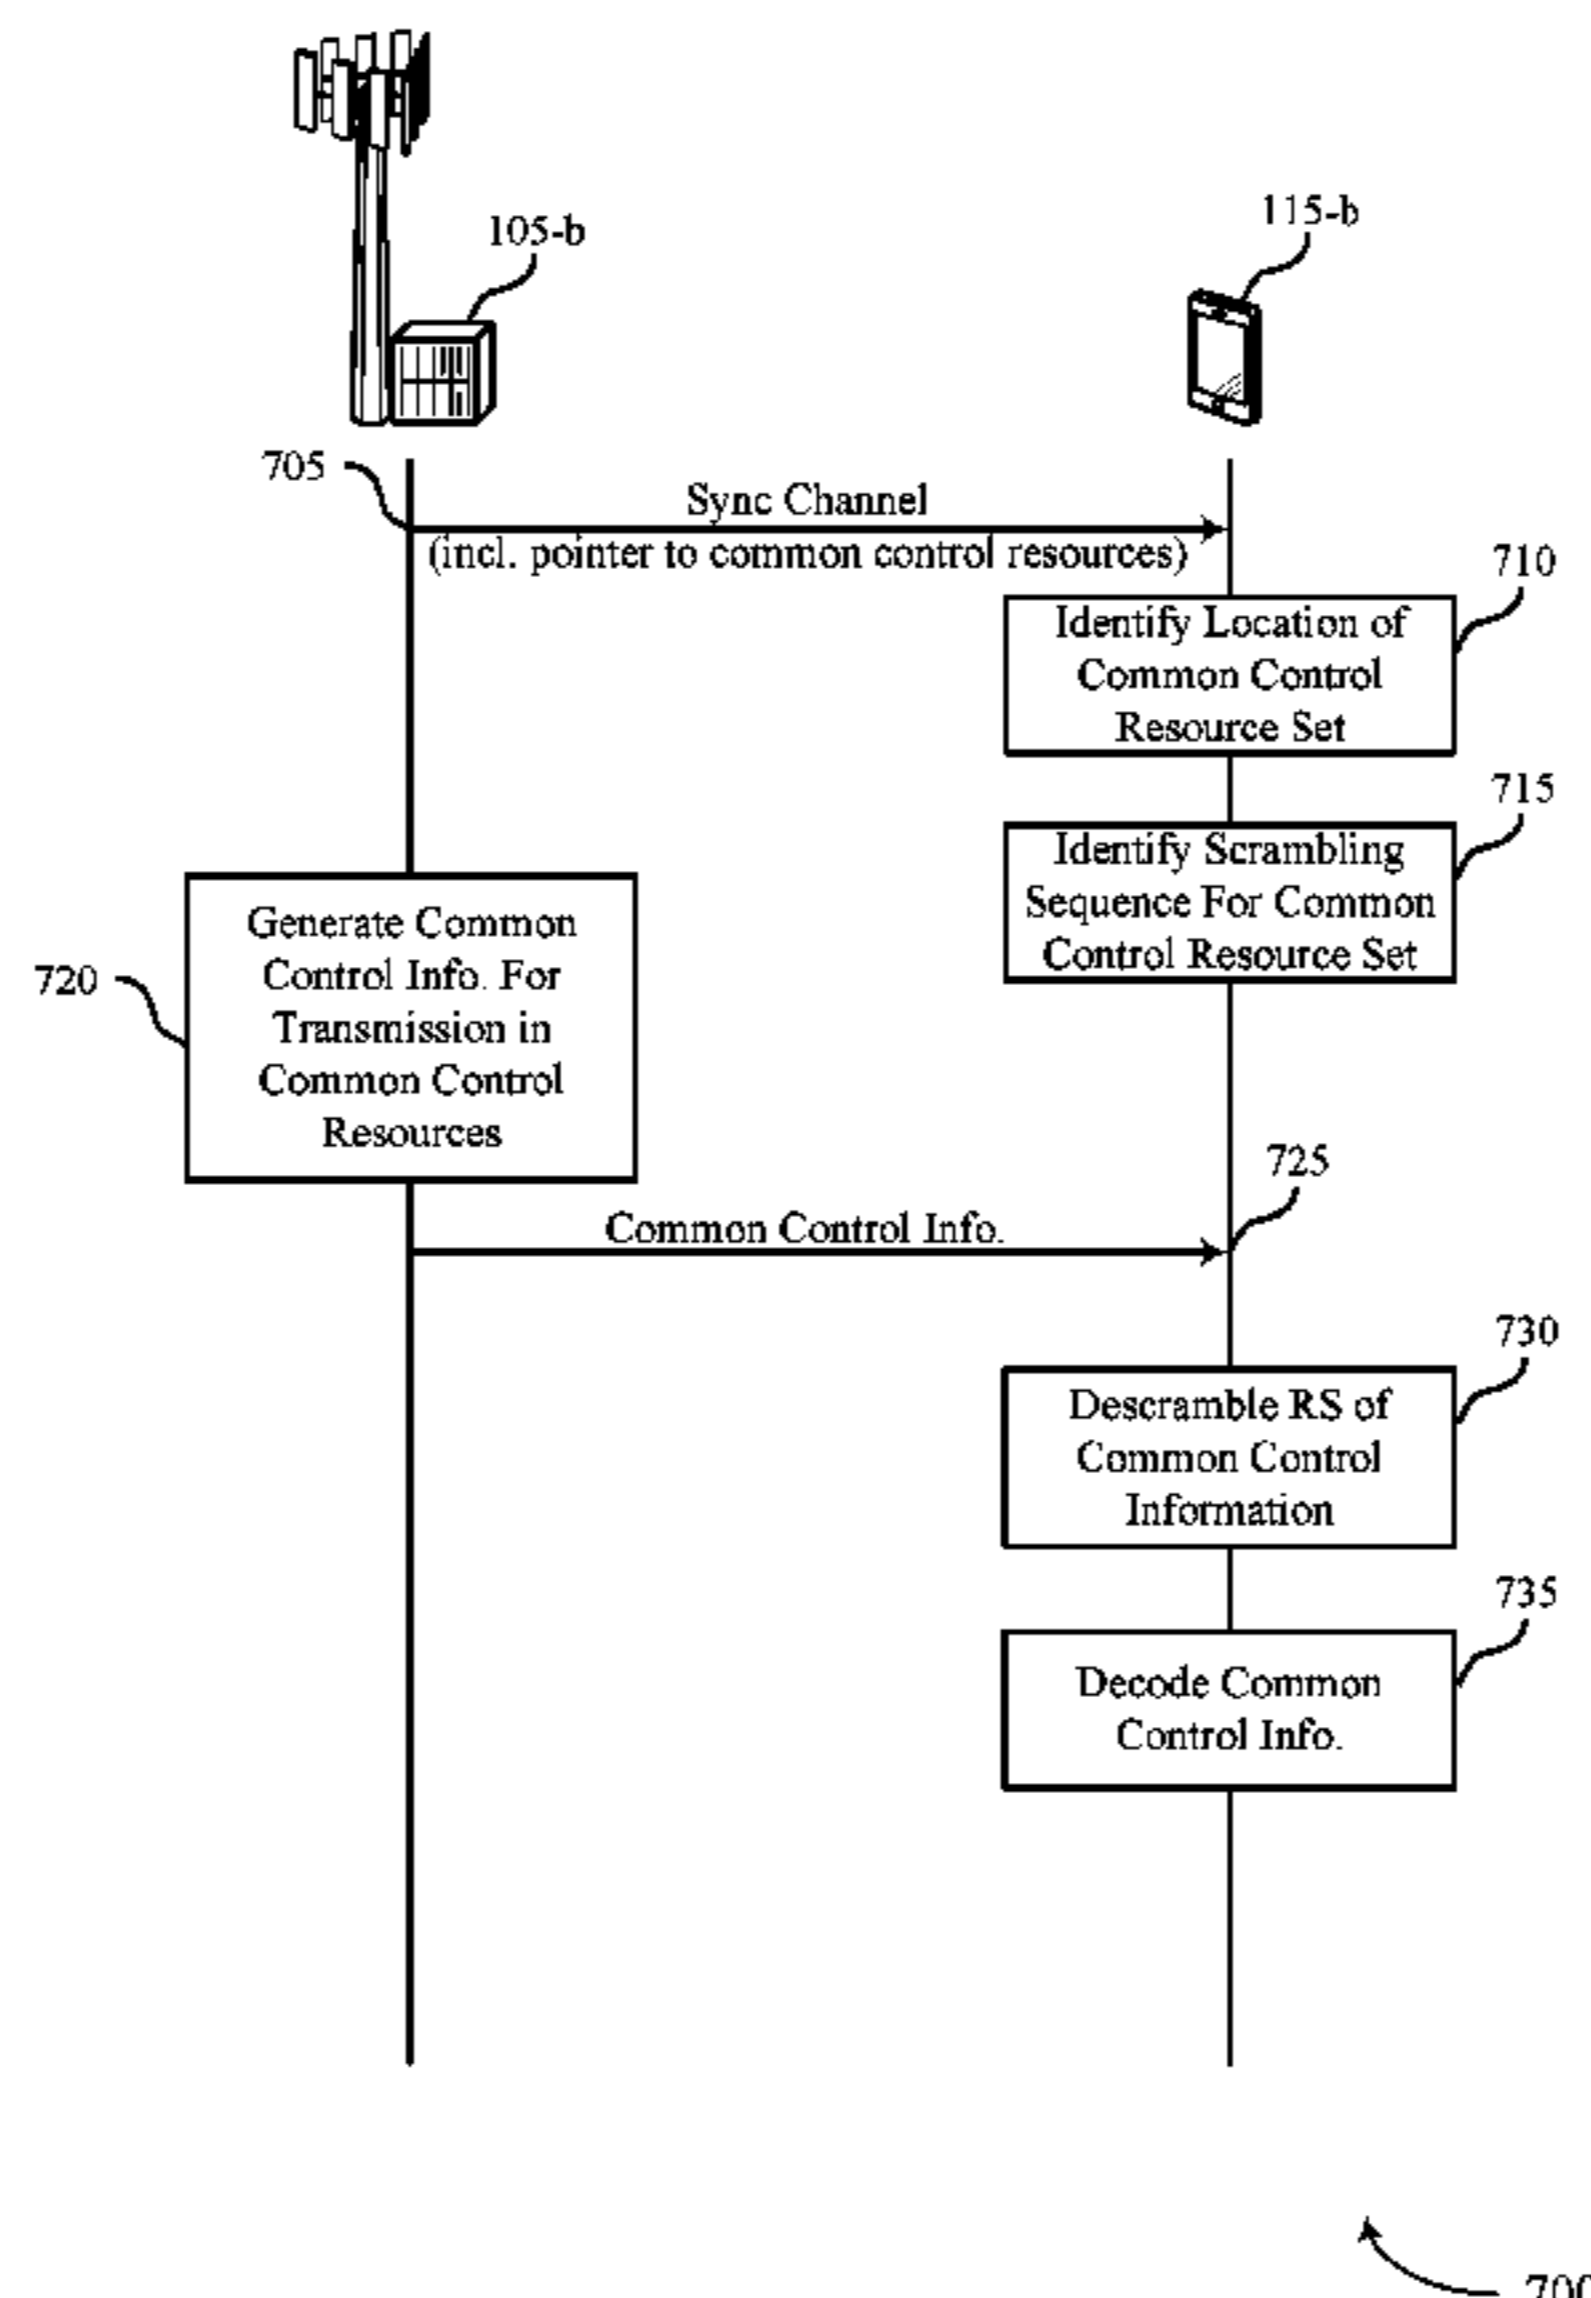 105-b
115-b
705
Sync Channel
(incl. pointer to common control resources)
710
Identify Location of
Common Control
Resource Set
715
Identify Scrambling
Sequence For Common
Control Resource Set
720
Generate Common
Control Info. For
Transmission in
Common Control
Resources
725
Common Control Info.
730
Descramble RS of
Common Control
Information
735
Decode Common
Control Info.
700